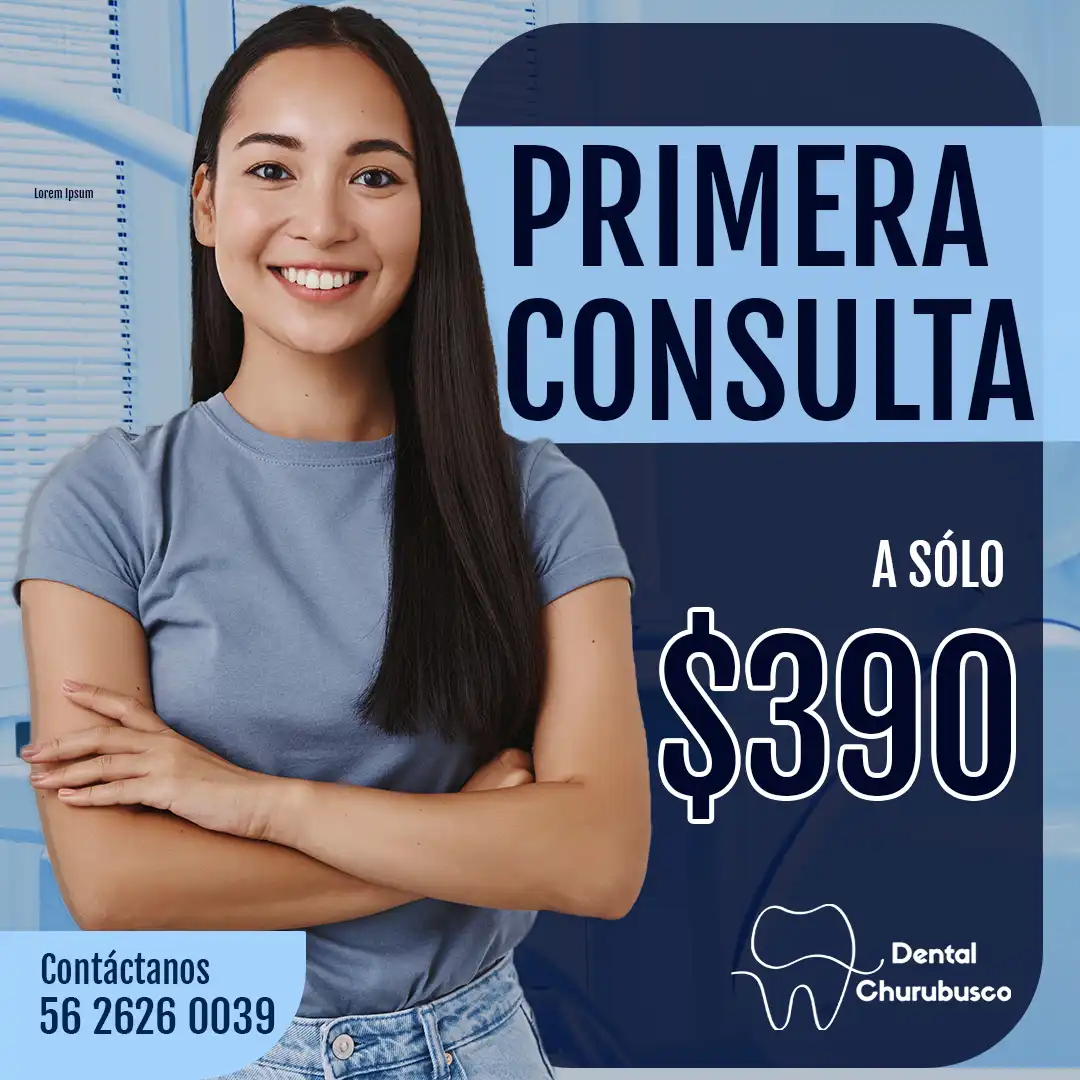 Lorem Ipsum
PRIMERA
CONSULTA
A SÓLO
$390
Dental
Churubusco
Contáctanos
56 2626 0039